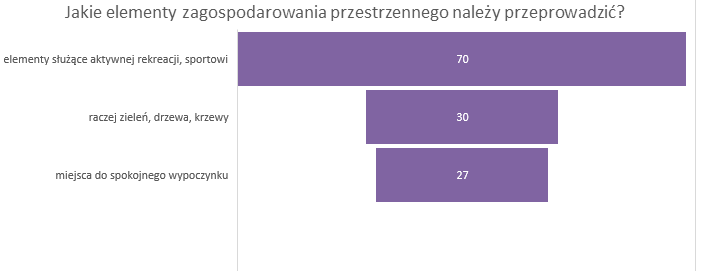 Jakie elementy zagospodarowania przestrzennego należy przeprowadzić?
elementy służące aktywnej rekreacji, sportowi
70
raczej zieleń, drzewa, krzewy
30
miejsca do spokojnego wypoczynku
27